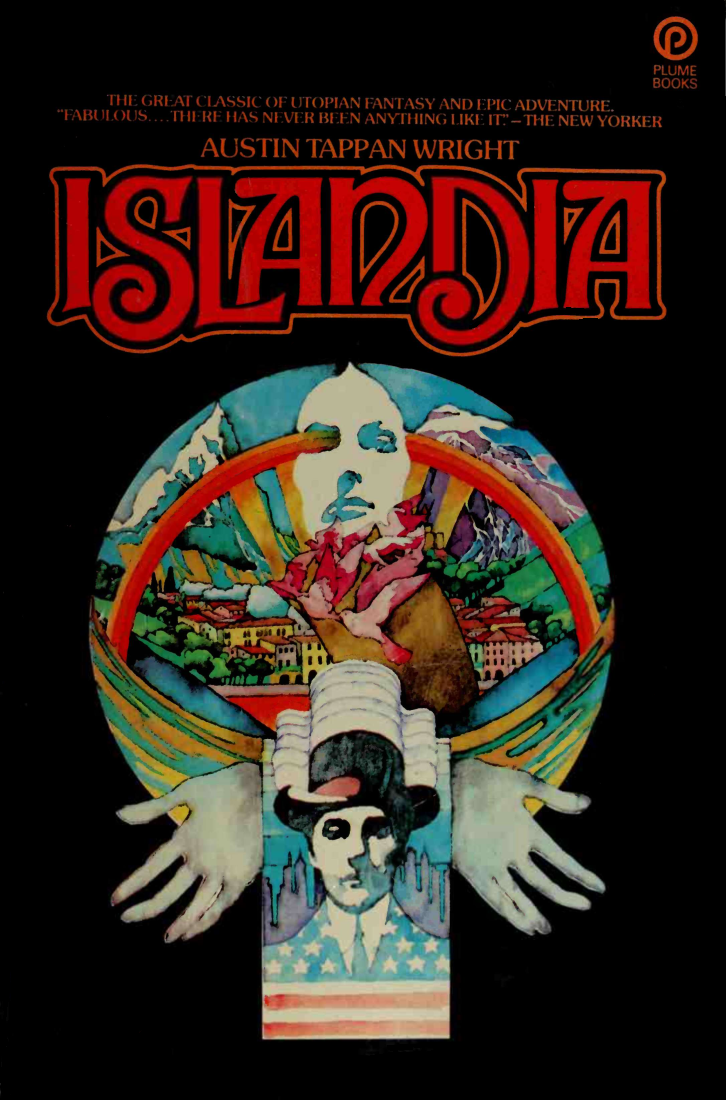 PLUME
BOOKS
THE GREAT CLASSIC OF UTOPIAN FANTASY AND EPIC ADVENTURE.
"FABULOUS....THERE HAS NEVER BEEN ANYTHING LIKE IT."—THE NEW YORKER
AUSTIN TAPPAN WRIGHT
ISLANDIA